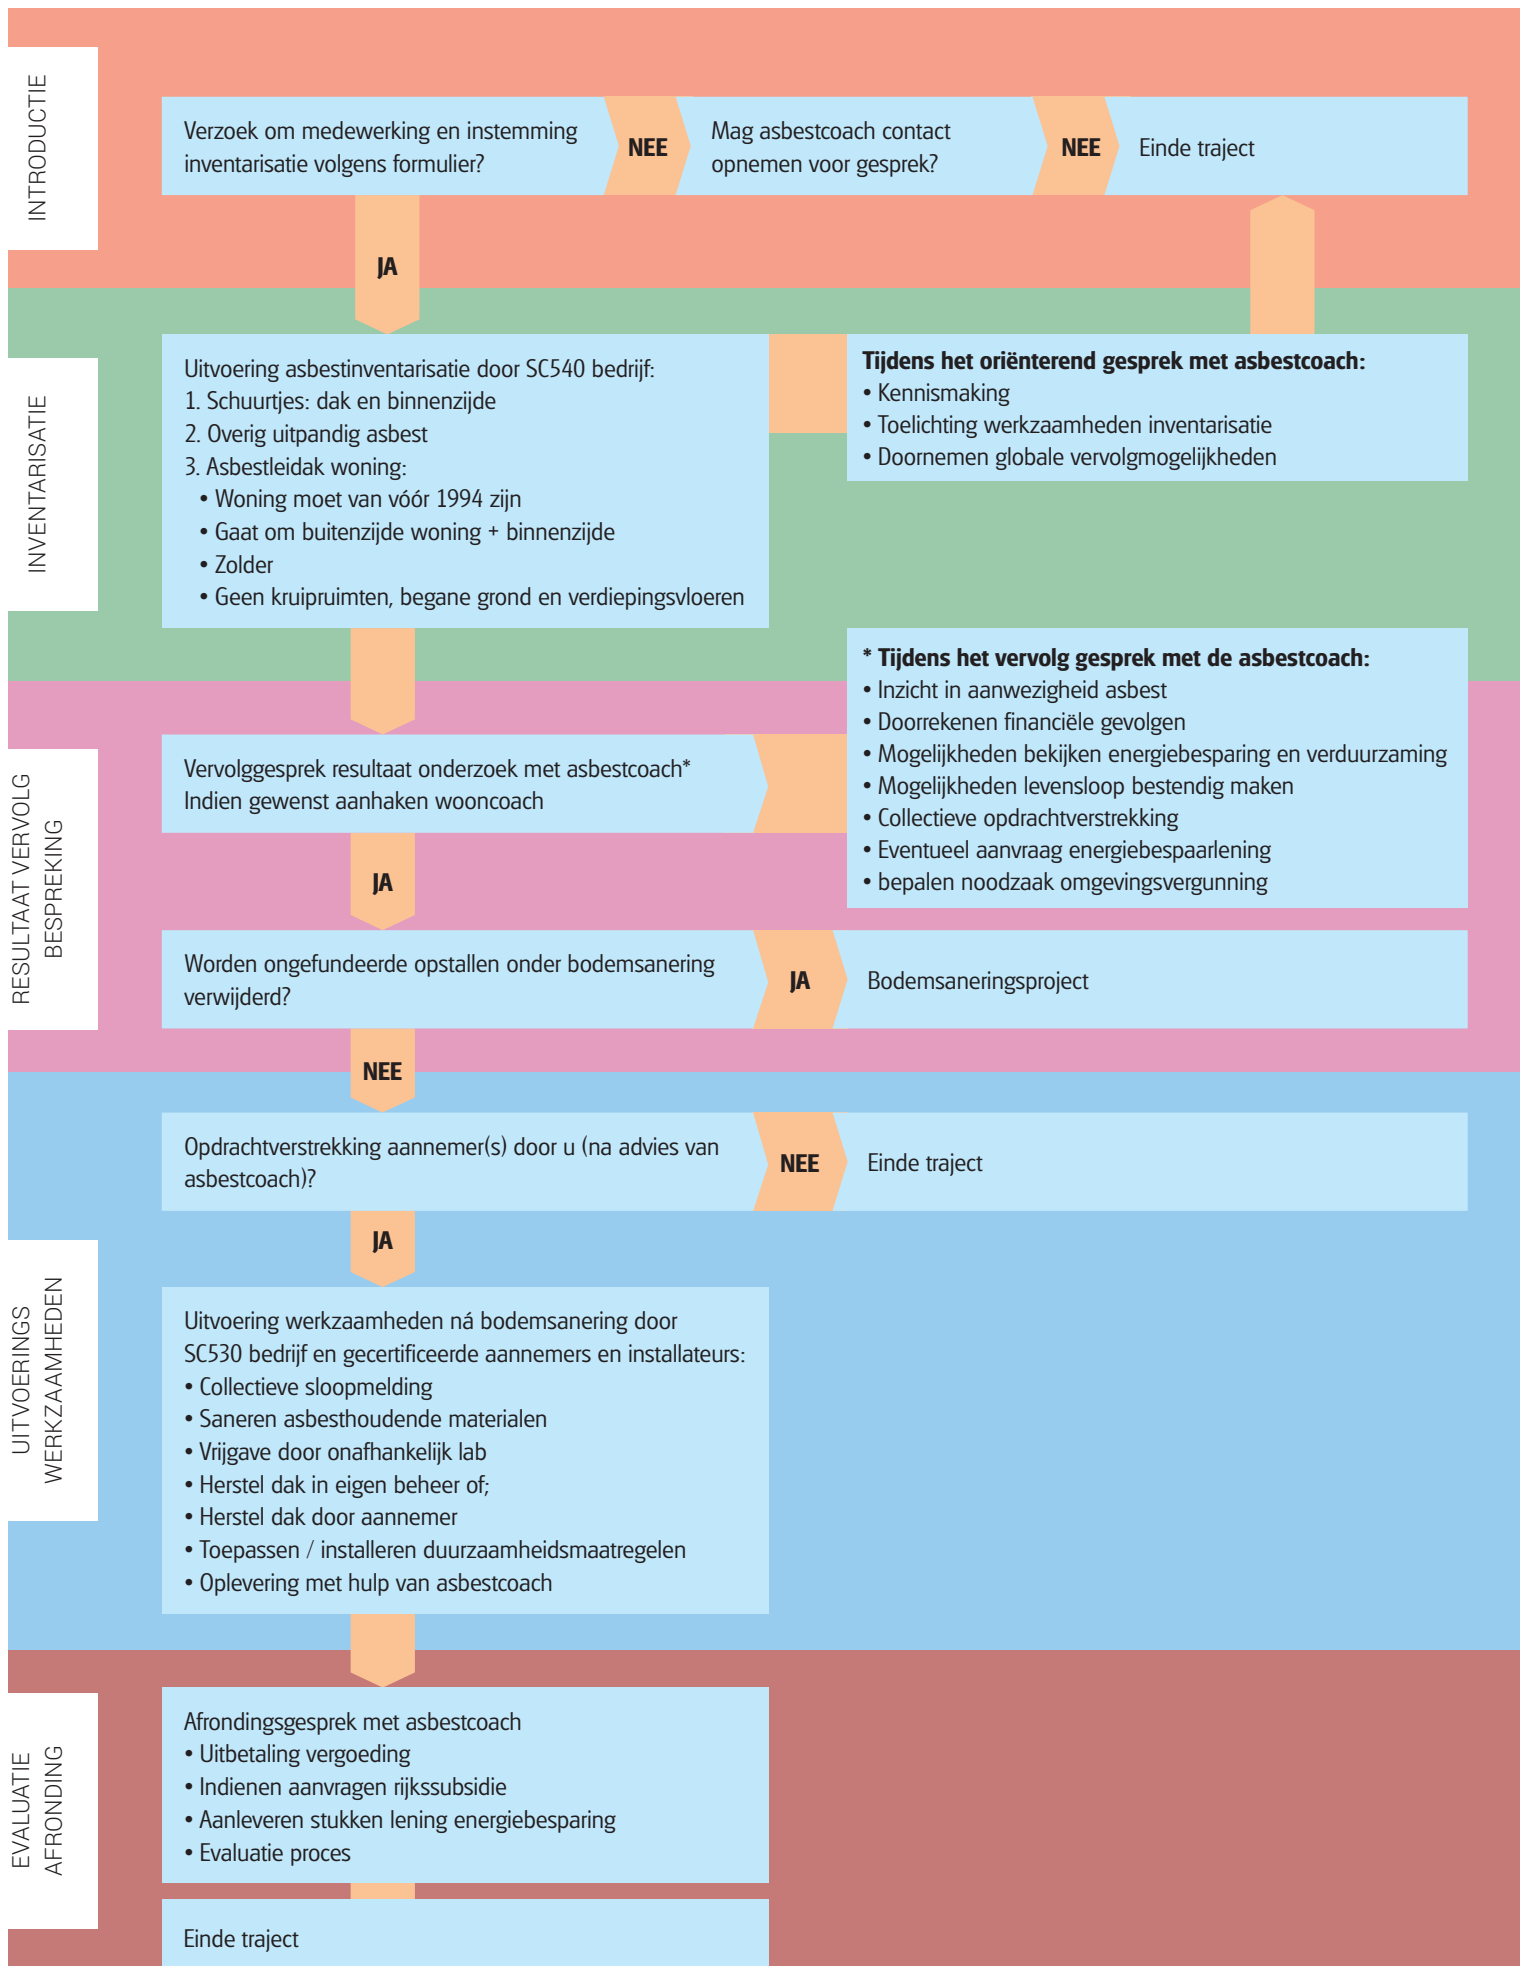 INTRODUCTIE
Verzoek om medewerking en instemming
inventarisatie volgens formulier?
NEE
Mag asbestcoach contact
opnemen voor gesprek?
NEE
Einde traject
JA
INVENTARISATIE
Uitvoering asbestinventarisatie door SC540 bedrijf:
1. Schuurtjes: dak en binnenzijde
2. Overig uitpandig asbest
3. Asbestleidak woning:
• Woning moet van vóór 1994 zijn
• Gaat om buitenzijde woning + binnenzijde
• Zolder
• Geen kruipruimten, begane grond en verdiepingsvloeren
Tijdens het oriënterend gesprek met asbestcoach:
• Kennismaking
• Toelichting werkzaamheden inventarisatie
• Doornemen globale vervolgmogelijkheden
RESULTAAT VERVOLG
BESPREKING
Vervolggesprek resultaat onderzoek met asbestcoach*
Indien gewenst aanhaken wooncoach
* Tijdens het vervolg gesprek met de asbestcoach:
• Inzicht in aanwezigheid asbest
• Doorrekenen financiële gevolgen
• Mogelijkheden bekijken energiebesparing en verduurzaming
• Mogelijkheden levensloop bestendig maken
• Collectieve opdrachtverstrekking
• Eventueel aanvraag energiebespaarlening
• bepalen noodzaak omgevingsvergunning
JA
Worden ongefundeerde opstallen onder bodemsanering
verwijderd?
JA
Bodemsaneringsproject
NEE
UITVOERINGS
WERKZAAMHEDEN
Opdrachtverstrekking aannemer(s) door u (na advies van
asbestcoach)?
NEE
Einde traject
JA
Uitvoering werkzaamheden ná bodemsanering door
SC530 bedrijf en gecertificeerde aannemers en installateurs:
• Collectieve sloopmelding
• Saneren asbesthoudende materialen
• Vrijgave door onafhankelijk lab
• Herstel dak in eigen beheer of;
• Herstel dak door aannemer
• Toepassen / installeren duurzaamheidsmaatregelen
• Oplevering met hulp van asbestcoach
EVALUATIE
AFRONDING
Afrondingsgesprek met asbestcoach
• Uitbetaling vergoeding
• Indienen aanvragen rijkssubsidie
• Aanleveren stukken lening energiebesparing
• Evaluatie proces
Einde traject